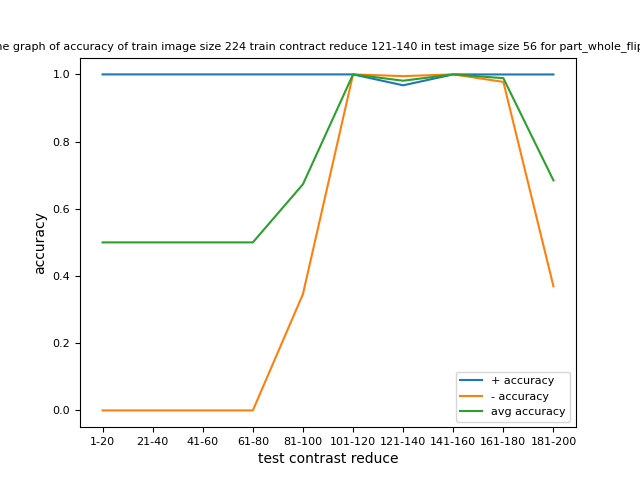 graph of accuracy of train image size 224 train contract reduce 121-140 in test image size 56 for
1.0
0.8
0.6
0.4
0.2
0.0
accuracy
+ accuracy
- accuracy
avg accuracy
1-20 21-40 41-60 61-80 81-100 101-120 121-140 141-160 161-180 181-200
test contrast reduce